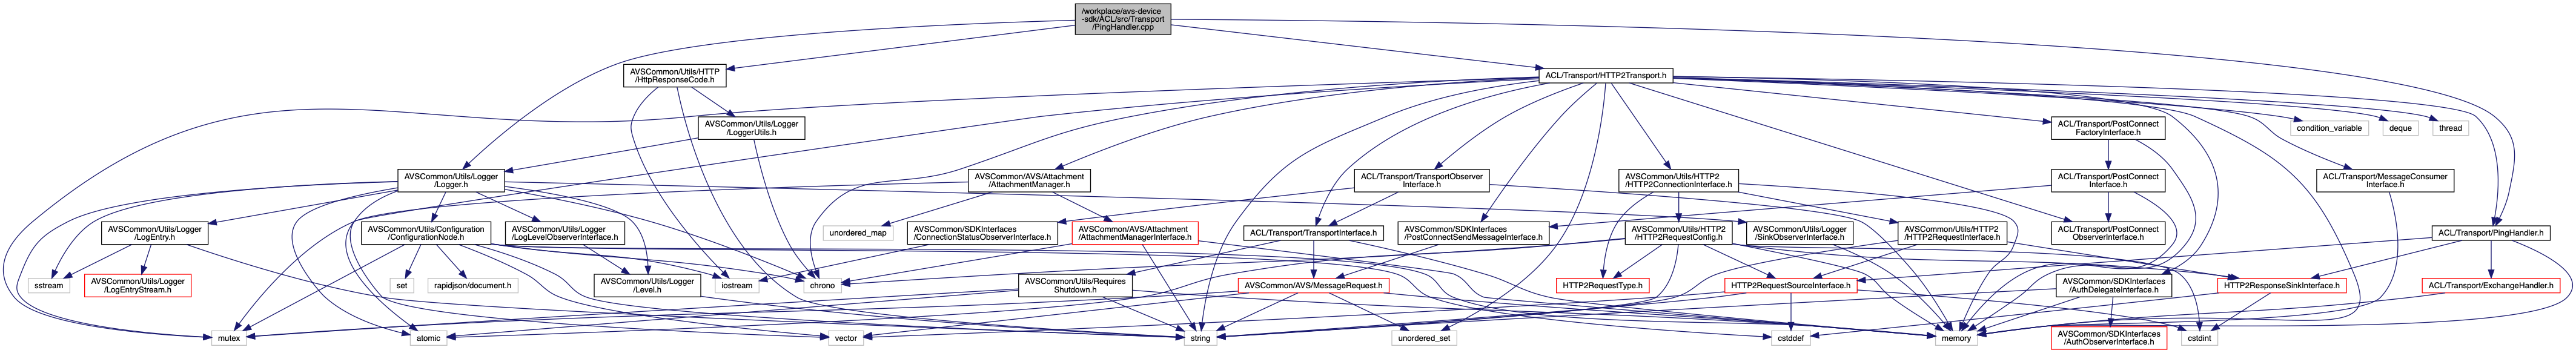 /workplace/avs-device
-sdk/ACL/src/Transport
/PingHandler.cpp
AVSCommon/Utils/HTTP
/HttpResponseCode.h
ACL/Transport/HTTP2Transport.h
AVSCommon/Utils/Logger
/LoggerUtils.h
ACL/Transport/PostConnect
FactoryInterface.h
condition_variable
deque
thread
AVSCommon/Utils/Logger
/Logger.h
AVSCommon/AVS/Attachment
/AttachmentManager.h
ACL/Transport/TransportObserver
Interface.h
AVSCommon/Utils/HTTP2
/HTTP2ConnectionInterface.h
ACL/Transport/PostConnect
Interface.h
ACL/Transport/MessageConsumer
Interface.h
AVSCommon/Utils/Logger
/LogEntry.h
AVSCommon/Utils/Configuration
/ConfigurationNode.h
AVSCommon/Utils/Logger
/LogLevelObserverInterface.h
unordered_map
AVSCommon/SDKInterfaces
/ConnectionStatusObserverInterface.h
AVSCommon/AVS/Attachment
/AttachmentManagerInterface.h
ACL/Transport/TransportInterface.h
AVSCommon/SDKInterfaces
/PostConnectSendMessageInterface.h
AVSCommon/Utils/HTTP2
/HTTP2RequestConfig.h
AVSCommon/Utils/Logger
/SinkObserverInterface.h
AVSCommon/Utils/HTTP2
/HTTP2RequestInterface.h
ACL/Transport/PostConnect
ObserverInterface.h
ACL/Transport/PingHandler.h
sstream
AVSCommon/Utils/Logger
/LogEntryStream.h
set
rapidjson/document.h
AVSCommon/Utils/Logger
/Level.h
iostream
chrono
AVSCommon/Utils/Requires
Shutdown.h
AVSCommon/AVS/MessageRequest.h
HTTP2RequestType.h
HTTP2RequestSourceInterface.h
AVSCommon/SDKInterfaces
/AuthDelegateInterface.h
HTTP2ResponseSinkInterface.h
ACL/Transport/ExchangeHandler.h
mutex
atomic
vector
string
unordered_set
cstddef
memory
AVSCommon/SDKInterfaces
/AuthObserverInterface.h
cstdint